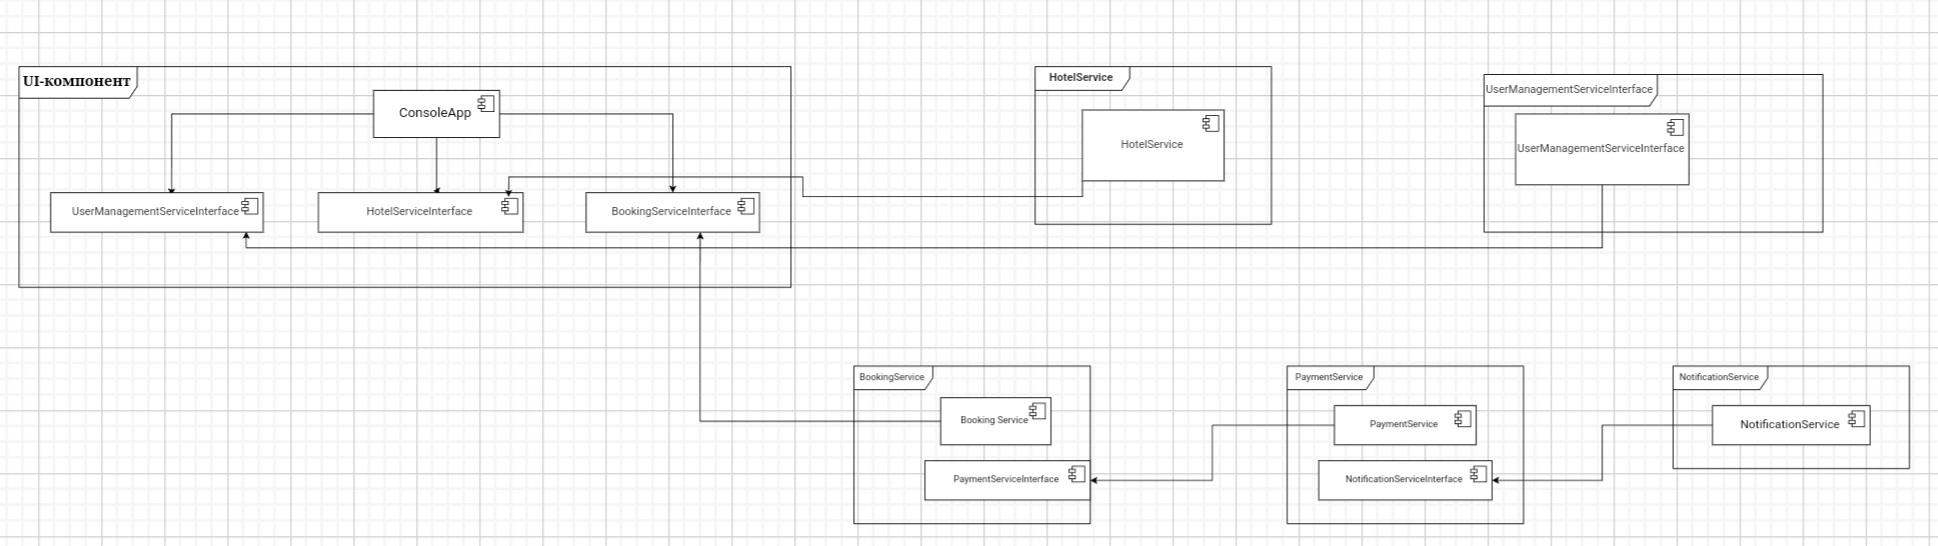 UI-компонент
ConsoleApp
UserManagementServiceInterface
HotelServiceInterface
BookingServiceInterface
HotelService
HotelService
UserManagementServiceInterface
UserManagementServiceInterface
BookingService
Booking Service
PaymentServiceInterface
PaymentService
PaymentService
NotificationServiceInterface
NotificationService
NotificationService